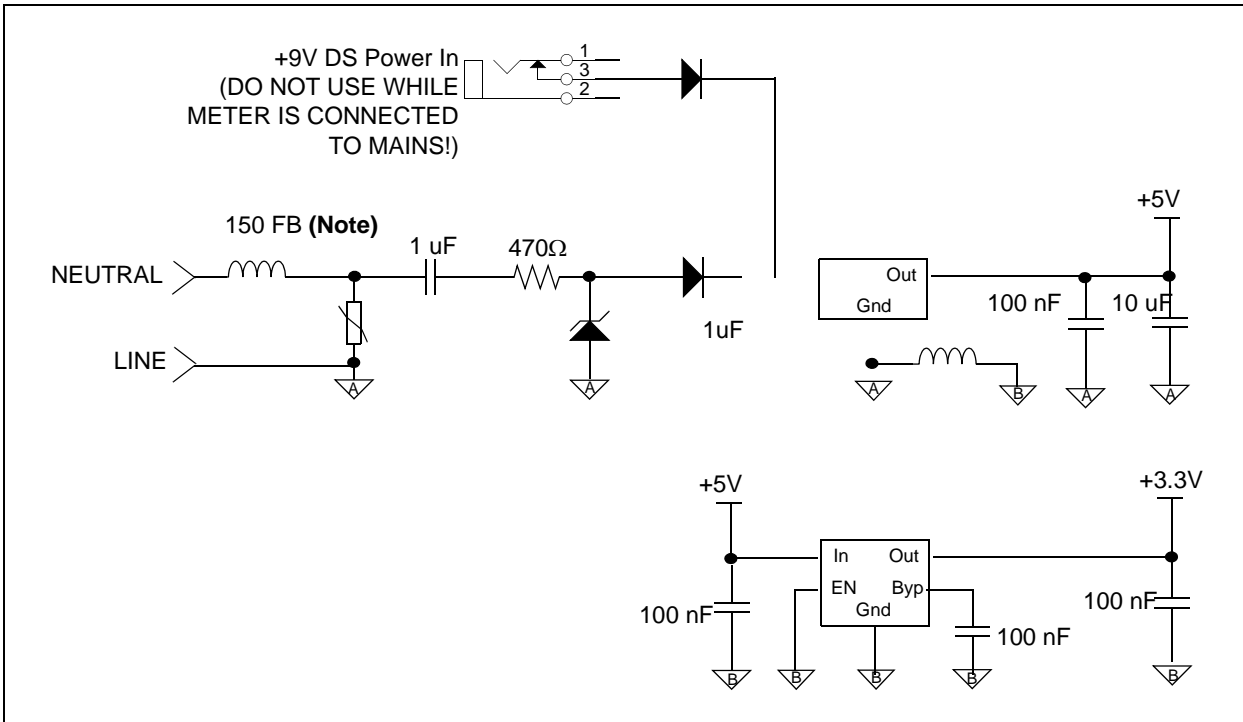 +9V DS Power In
(DO NOT USE WHILE
METER IS CONNECTED
TO MAINS!)
1
3
2
150 FB (Note)
1 uF
470Ω
NEUTRAL
LINE
A
A
1uF
Out
Gnd
+5V
100 nF
10 uF
A
B
A
A
+5V
+3.3V
In
Out
EN
Byp
Gnd
100 nF
100 nF
100 nF
B
B
B
B
B